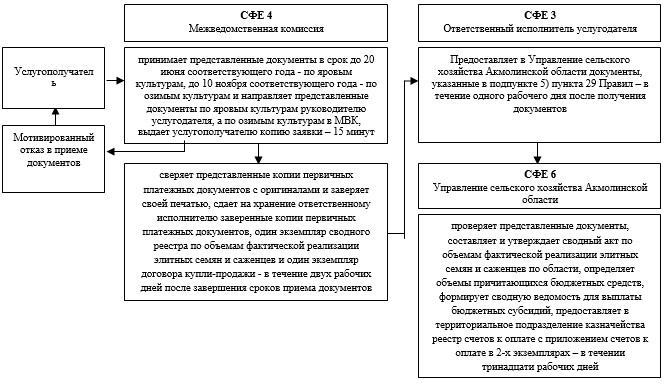 СФЕ 4
Межведомственная комиссия
СФЕ 3
Ответственный исполнитель услугодателя
Услугополучател
ь
принимает представленные документы в срок до 20
июня соответствующего года - по яровым
культурам, до 10 ноября соответствующего года - по
озимым культурам и направляет представленные
документы по яровым культурам руководителю
услугодателя, а по озимым культурам в МВК,
выдает услугополучателю копию заявки – 15 минут
Предоставляет в Управление сельского
хозяйства Акмолинской области документы,
указанные в подпункте 5) пункта 29 Правил – в
течение одного рабочего дня после получения
документов
Мотивированный
отказ в приеме
документов
сверяет представленные копии первичных
платежных документов с оригиналами и заверяет
своей печатью, сдает на хранение ответственному
исполнителю заверенные копии первичных
платежных документов, один экземпляр сводного
реестра по объемам фактической реализации
элитных семян и саженцев и один экземпляр
договора купли-продажи - в течение двух рабочих
дней после завершения сроков приема документов
СФЕ 6
Управление сельского хозяйства Акмолинской
области
проверяет представленные документы,
составляет и утверждает сводный акт по
объемам фактической реализации элитных
семян и саженцев по области, определяет
объемы причитающихся бюджетных средств,
формирует сводную ведомость для выплаты
бюджетных субсидий, предоставляет в
территориальное подразделение казначейства
реестр счетов к оплате с приложением счетов к
оплате в 2-х экземплярах – в течении
тринадцати рабочих дней